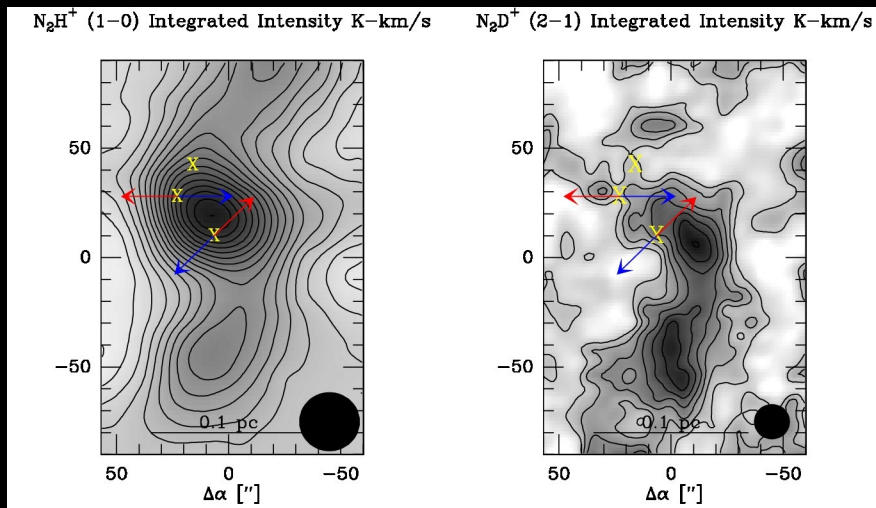 N₂H⁺ (1−0) Integrated Intensity K−km/s
N₂D⁺ (2−1) Integrated Intensity K−km/s
50
0
−50
0.1 pc
50
0
−50
Δα ["]
X
X
X
50
0
−50
0.1 pc
50
0
−50
Δα ["]
X
X
X